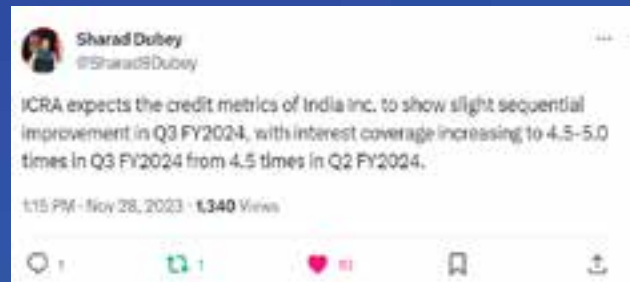 Sharad Dubey
@SharadBDubey
ICRA expects the credit metrics of India Inc. to show slight sequential
improvement in Q3 FY2024, with interest coverage increasing to 4.5-5.0
times in Q3 FY2024 from 4.5 times in Q2 FY2024.
1:15 PM · Nov 28, 2023 · 1,340 Views
1 1